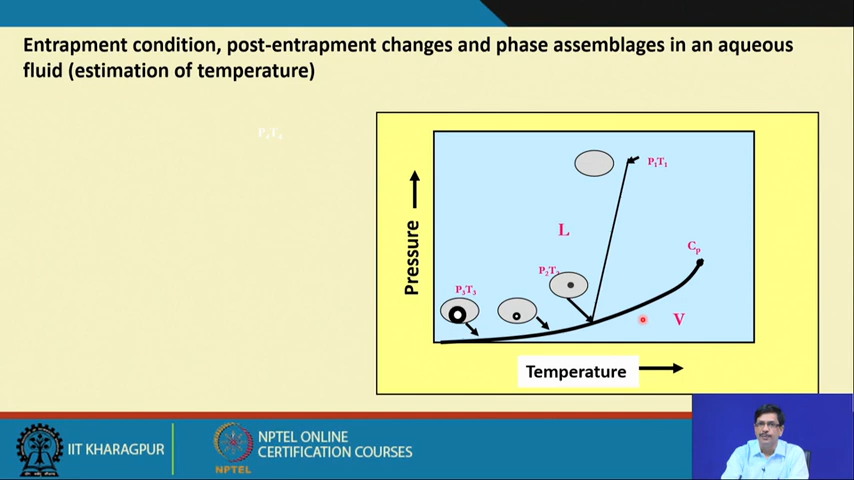 Entrapment condition, post-entrapment changes and phase assemblages in an aqueous
fluid (estimation of temperature)
P₄T₄
P₁T₁
L
Cₚ
P₂T₂
P₃T₃
V
Pressure
Temperature
IIT KHARAGPUR
NPTEL
NPTEL ONLINE
CERTIFICATION COURSES